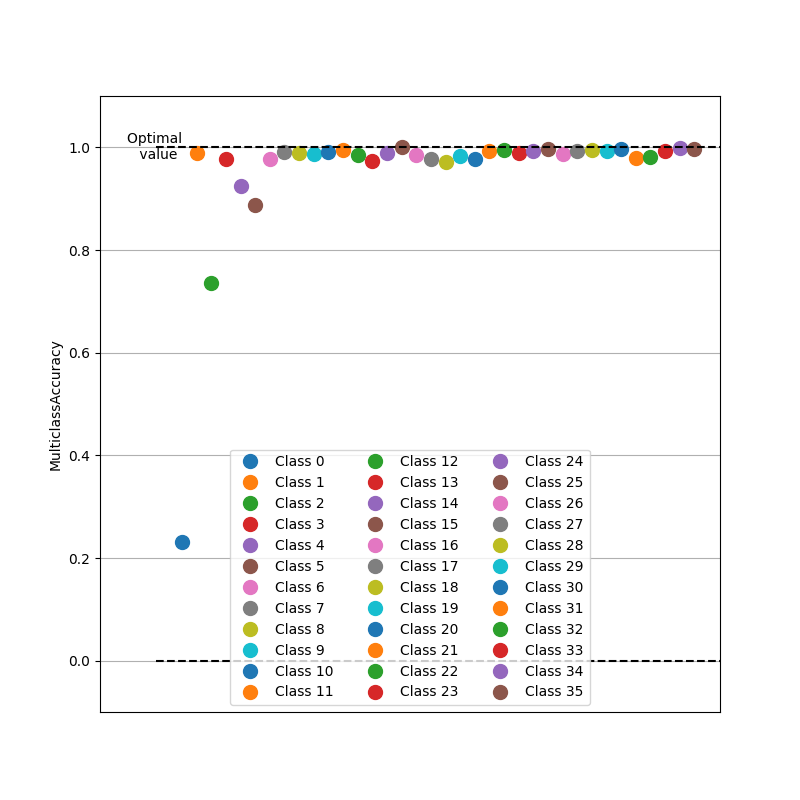 Optimal
value
1.0
0.8
0.6
0.4
0.2
0.0
MulticlassAccuracy
Class 0
Class 1
Class 2
Class 3
Class 4
Class 5
Class 6
Class 7
Class 8
Class 9
Class 10
Class 11
Class 12
Class 13
Class 14
Class 15
Class 16
Class 17
Class 18
Class 19
Class 20
Class 21
Class 22
Class 23
Class 24
Class 25
Class 26
Class 27
Class 28
Class 29
Class 30
Class 31
Class 32
Class 33
Class 34
Class 35